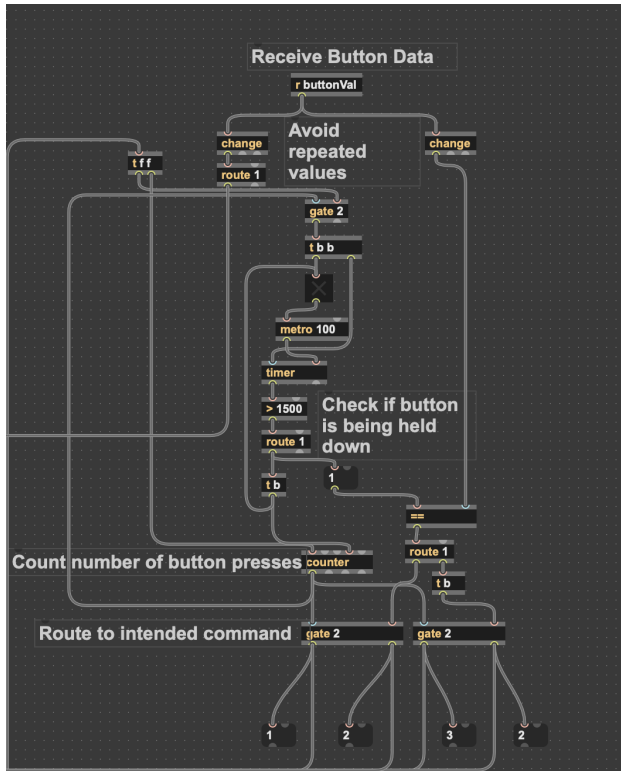 Receive Button Data
r buttonVal
change
Avoid
repeated
values
change
t f f
route 1
gate 2
t b b
metro 100
timer
> 1500
Check if button
is being held
down
route 1
1
t b
==
route 1
Count number of button presses
counter
t b
Route to intended command
gate 2
gate 2
1
2
3
2